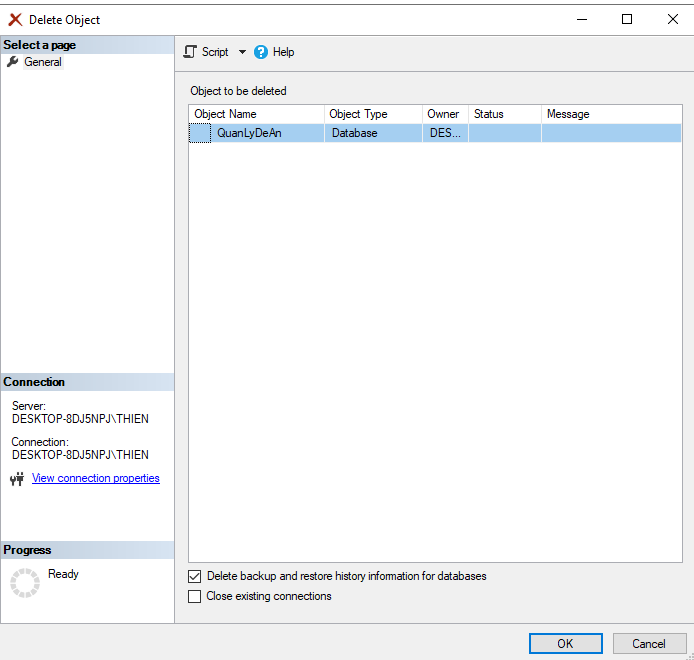 Delete Object
Select a page
General
Script
Help
Object to be deleted
Object Name Object Type Owner Status Message
QuanLyDeAn Database DES...
Connection
Server:
DESKTOP-8DJ5NPJ\THIEN
Connection:
DESKTOP-8DJ5NPJ\THIEN
View connection properties
Progress
Ready
Delete backup and restore history information for databases
Close existing connections
OK Cancel